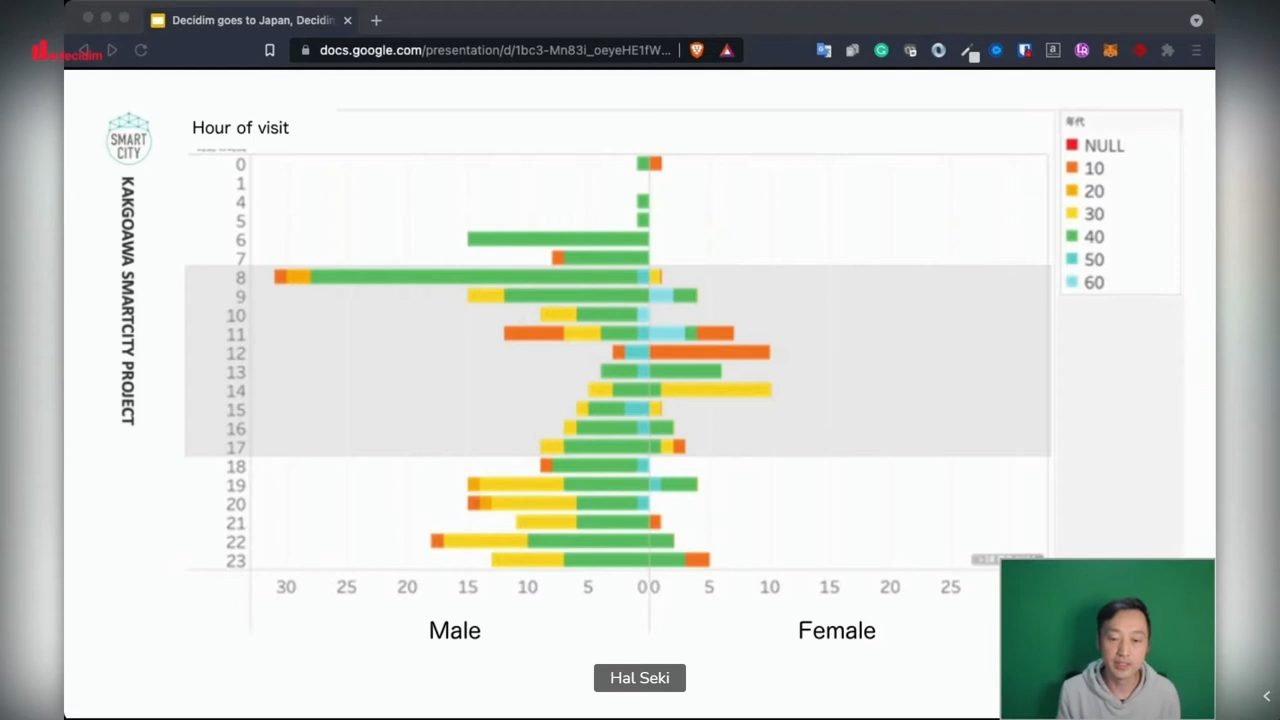 Decidim goes to Japan, Decidin
decidim
docs.google.com/presentation/d/1bc3-Mn83i_oeyeHE1fW...
SMART
CITY
KAKGOAWA SMARTCITY PROJECT
Hour of visit
0
1
4
5
6
7
8
9
10
11
12
13
14
15
16
17
18
19
20
21
22
23
30 25 20 15 10 5 0 0 5 10 15 20 25
Male Female
年代
NULL
10
20
30
40
50
60
Hal Seki